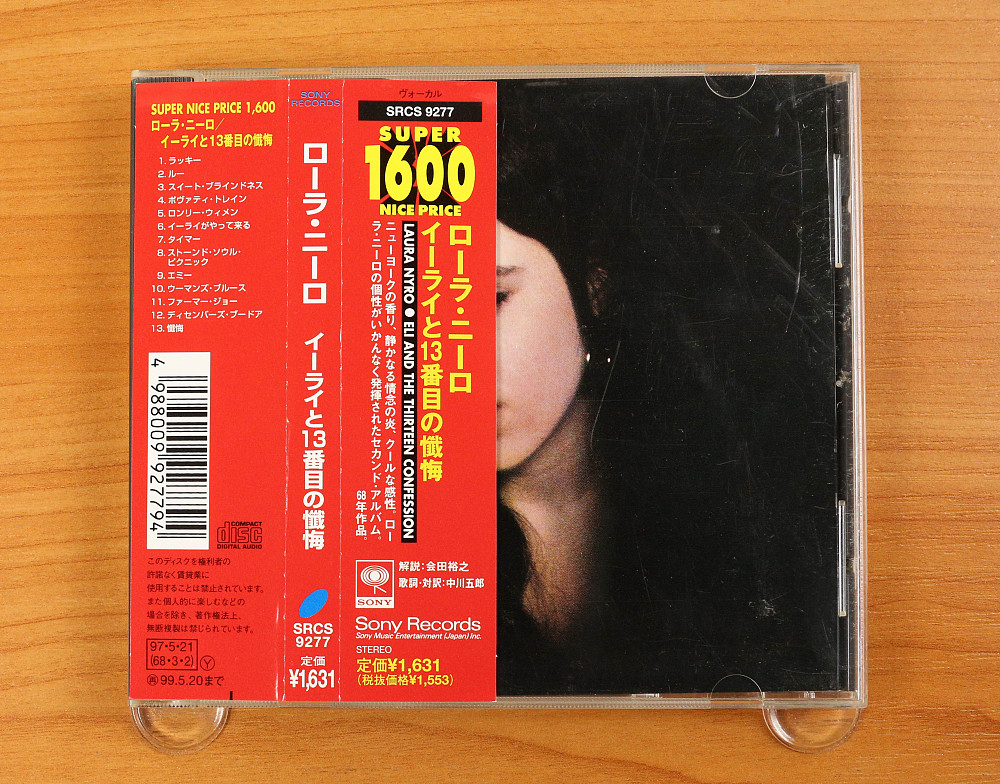 SUPER NICE PRICE 1,600
ローラ・ニーロ/
イーライと13番目の懺悔
1. ラッキー
2. ルー
3. スイート・ブラインドネス
4. ポヴァティ・トレイン
5. ロンリー・ウィメン
6. イーライがやって来る
7. タイマー
8. ストーンド・ソウル・
ピクニック
9. エミー
10. ウーマンズ・ブルース
11. ファーマー・ジョー
12. ディセンバーズ・ブードア
13. 懺悔
4 988009 927794
COMPACT
disc
DIGITAL AUDIO
このディスクを権利者の
許諾なく賃貸業に
使用することは禁止されています。
また個人的に楽しむなどの
場合を除き、著作権法上、
無断複製は禁じられています。
97・5・21
(68・3・2) Y
再 99.5.20まで
SONY
RECORDS
ローラ・ニーロ イーライと13番目の懺悔
SRCS
9277
定価
¥1,631
ヴォーカル
SRCS 9277
SUPER
1600
NICE PRICE
ローラ・ニーロ
イーライと13番目の懺悔
LAURA NYRO ● ELI AND THE THIRTEEN CONFESSION
ニューヨークの香り、静かなる情念の炎、クールな感性。ロー
ラ・ニーロの個性がいかんなく発揮されたセカンド・アルバム。
68年作品。
SONY
解説:会田裕之
歌詞・対訳:中川五郎
Sony Records
Sony Music Entertainment (Japan) Inc.
STEREO
定価¥1,631
(税抜価格¥1,553)